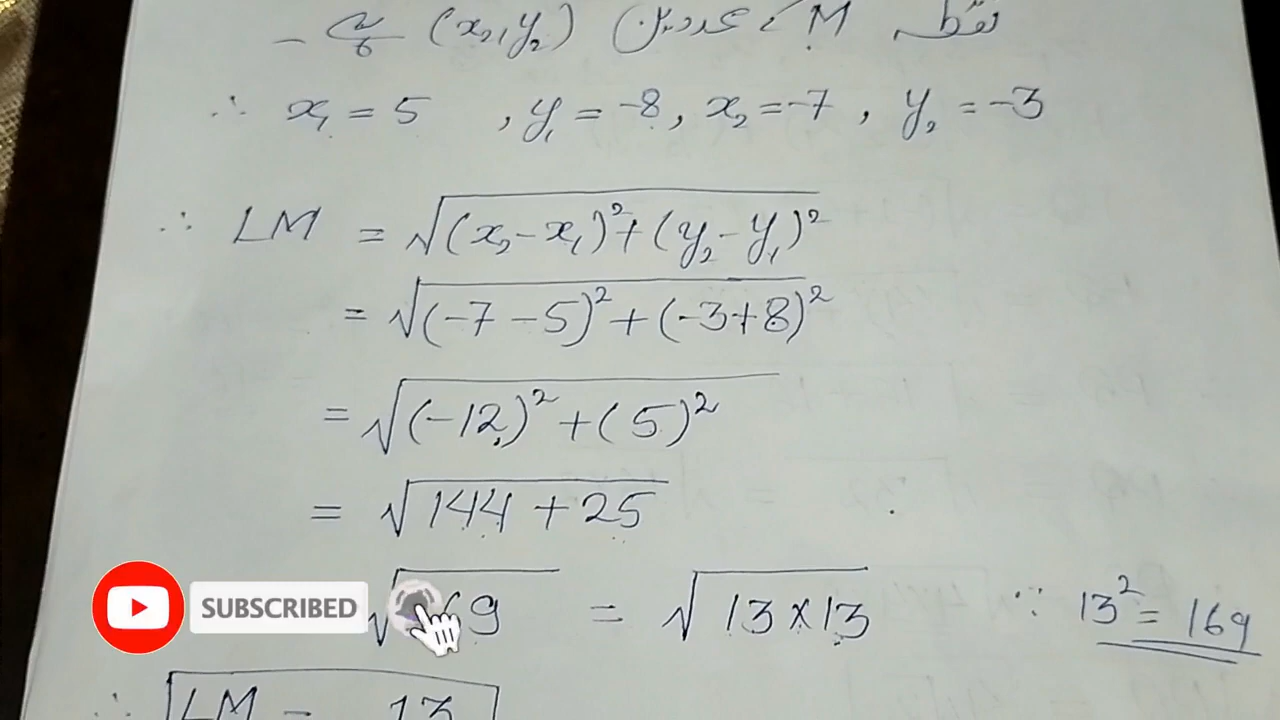 نقطہ M کے عددین (x₂, y₂)
∴ x₁ = 5 , y₁ = -8, x₂ = -7 , y₂ = -3
∴ LM = √(x₂ - x₁)² + (y₂ - y₁)²
= √(-7 - 5)² + (-3+8)²
= √(-12)² + (5)²
= √144 + 25
√69 = √13×13 ∵ 13² = 169
SUBSCRIBED
∴ LM = 13